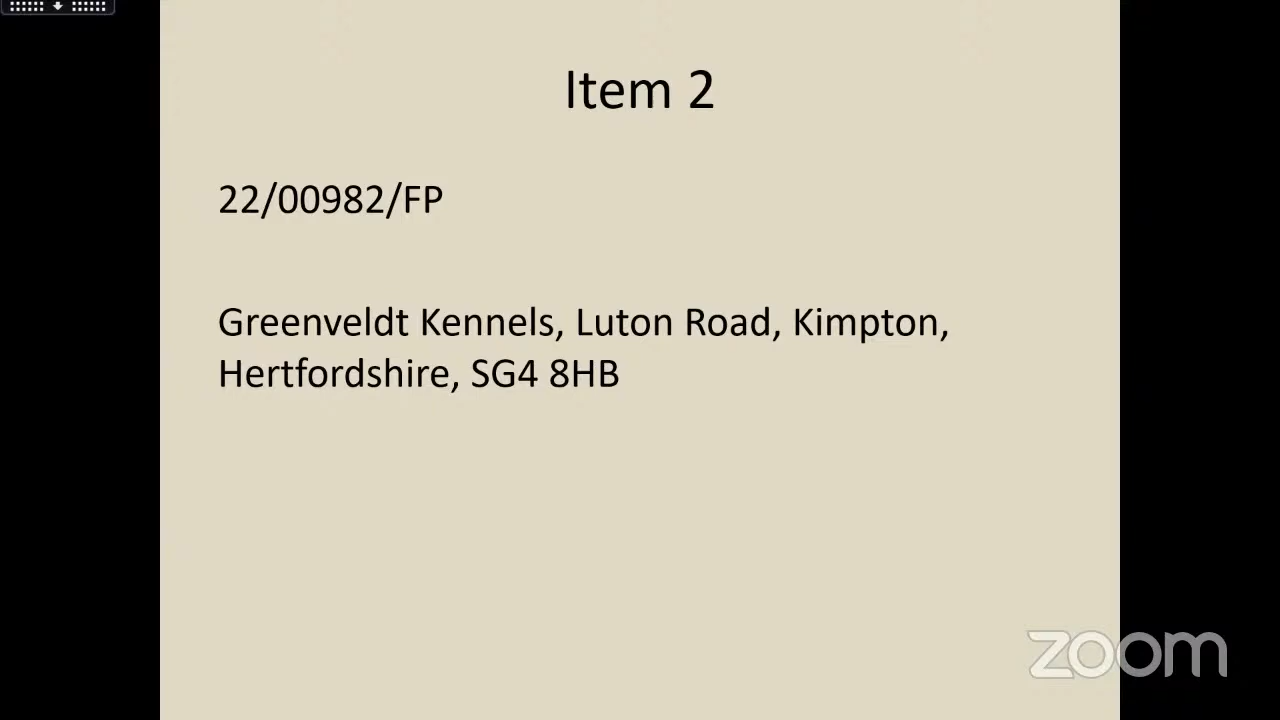 Item 2
22/00982/FP
Greenveldt Kennels, Luton Road, Kimpton,
Hertfordshire, SG4 8HB
zoom